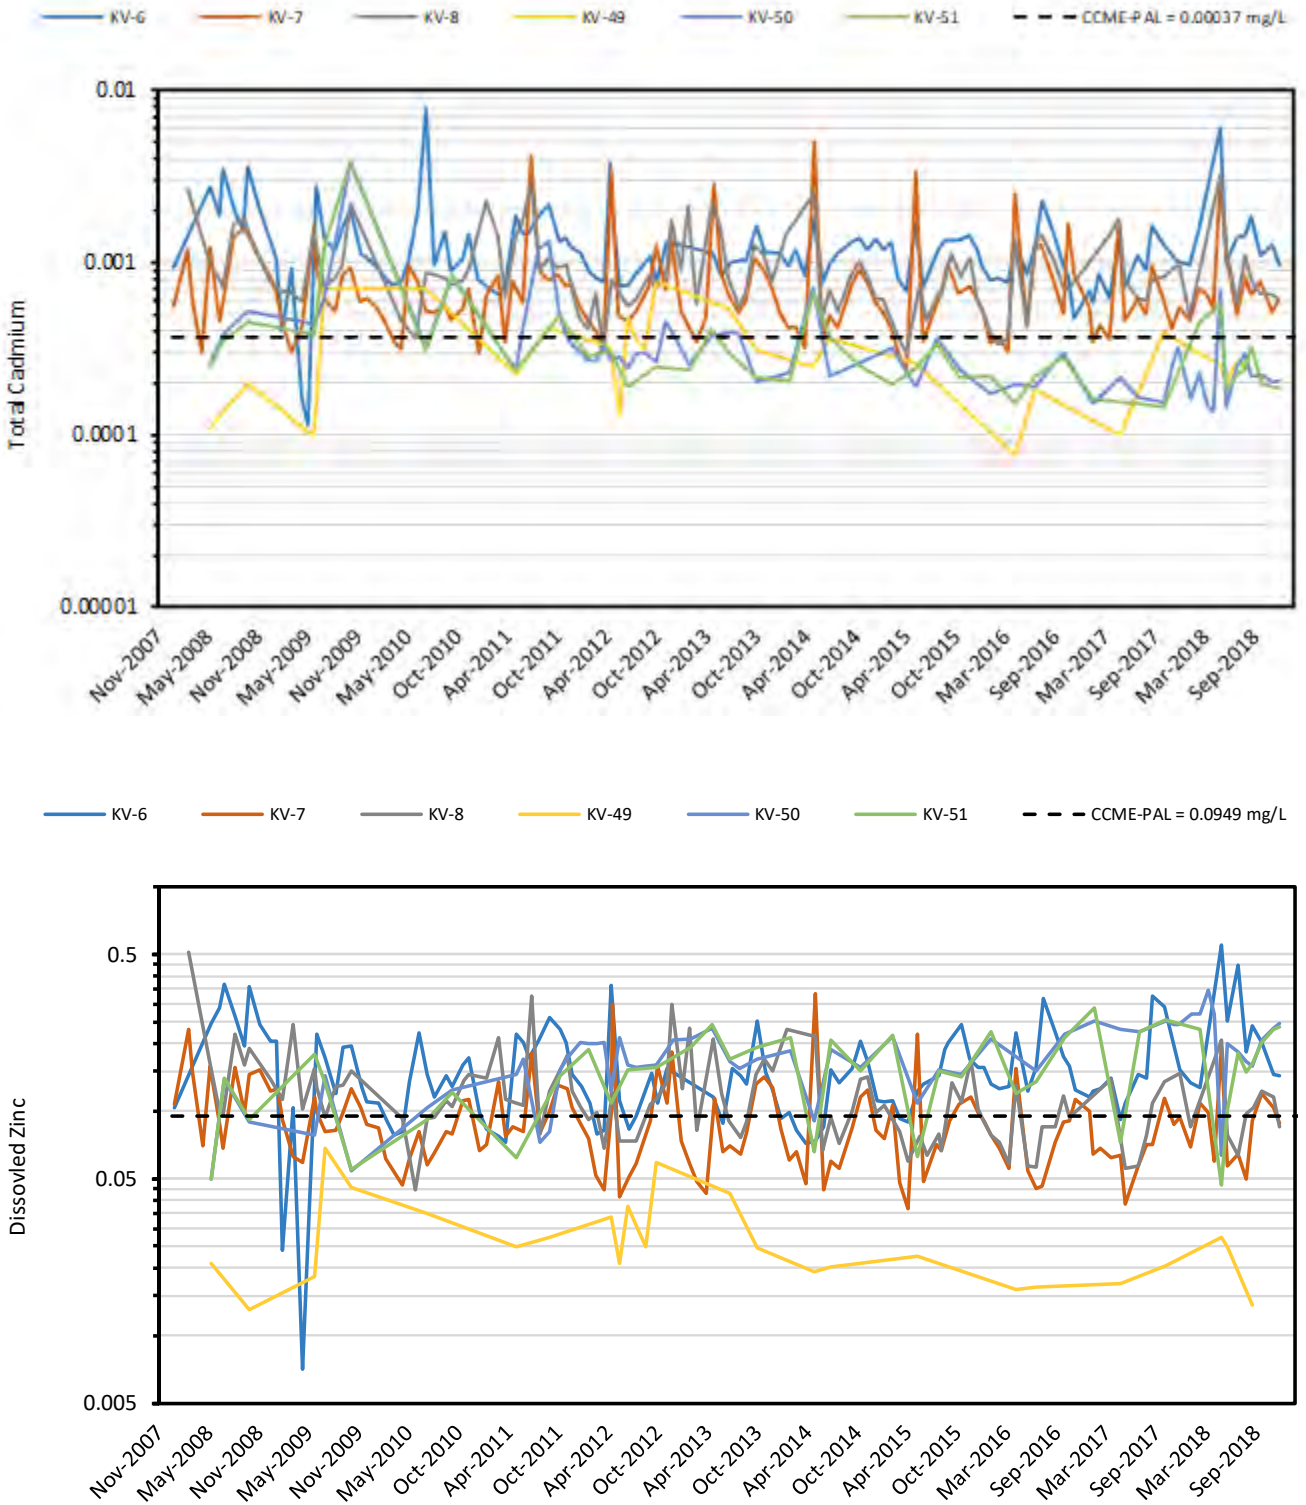 KV-6 KV-7 KV-8 KV-49 KV-50 KV-51 CCME-PAL = 0.00037 mg/L
0.01
0.001
0.0001
0.00001
Total Cadmium
Nov-2007 May-2008 Nov-2008 May-2009 Nov-2009 May-2010 Oct-2010 Apr-2011 Oct-2011 Apr-2012 Oct-2012 Apr-2013 Oct-2013 Apr-2014 Oct-2014 Apr-2015 Oct-2015 Mar-2016 Sep-2016 Mar-2017 Sep-2017 Mar-2018 Sep-2018
KV-6 KV-7 KV-8 KV-49 KV-50 KV-51 CCME-PAL = 0.0949 mg/L
0.5
0.05
0.005
Dissovled Zinc
Nov-2007 May-2008 Nov-2008 May-2009 Nov-2009 May-2010 Oct-2010 Apr-2011 Oct-2011 Apr-2012 Oct-2012 Apr-2013 Oct-2013 Apr-2014 Oct-2014 Apr-2015 Oct-2015 Mar-2016 Sep-2016 Mar-2017 Sep-2017 Mar-2018 Sep-2018